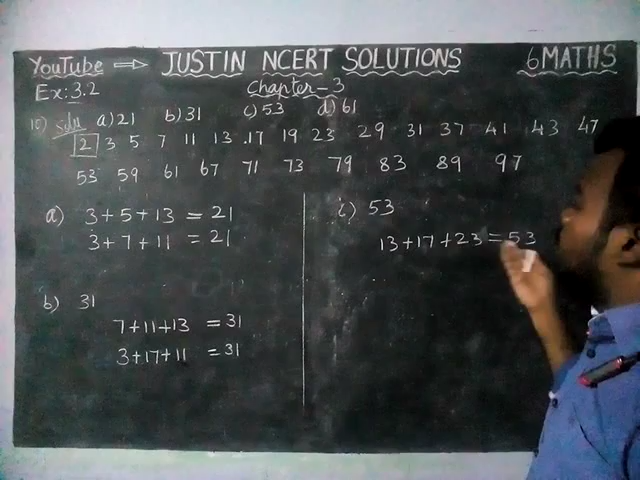 YouTube ⟹ JUSTIN NCERT SOLUTIONS 6 MATHS
Ex: 3.2 Chapter-3
10) Soln a) 21 b) 31 c) 53 d) 61
2 3 5 7 11 13 17 19 23 29 31 37 41 43 47
53 59 61 67 71 73 79 83 89 97
a) 3+5+13 = 21
3+7+11 = 21
b) 31
7+11+13 = 31
3+17+11 = 31
c) 53
13+17+23 = 53